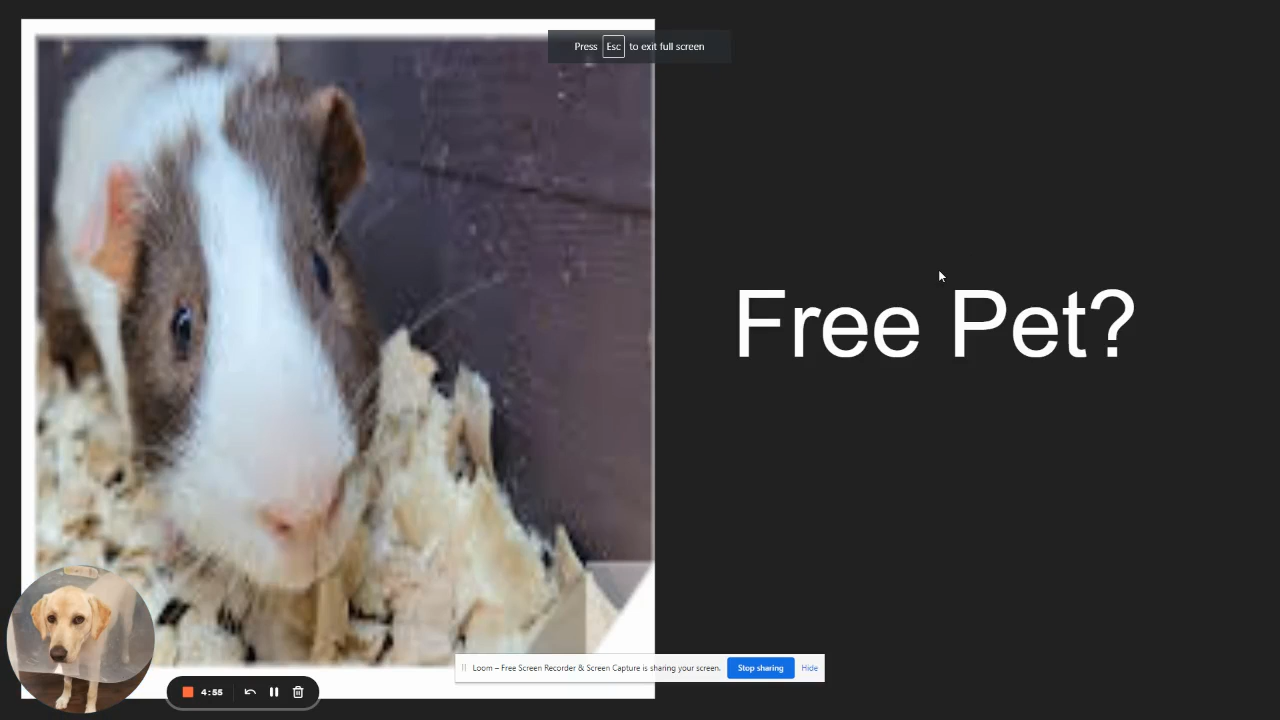 Press Esc to exit full screen
Free Pet?
Loom – Free Screen Recorder & Screen Capture is sharing your screen.
Stop sharing
Hide
4:55